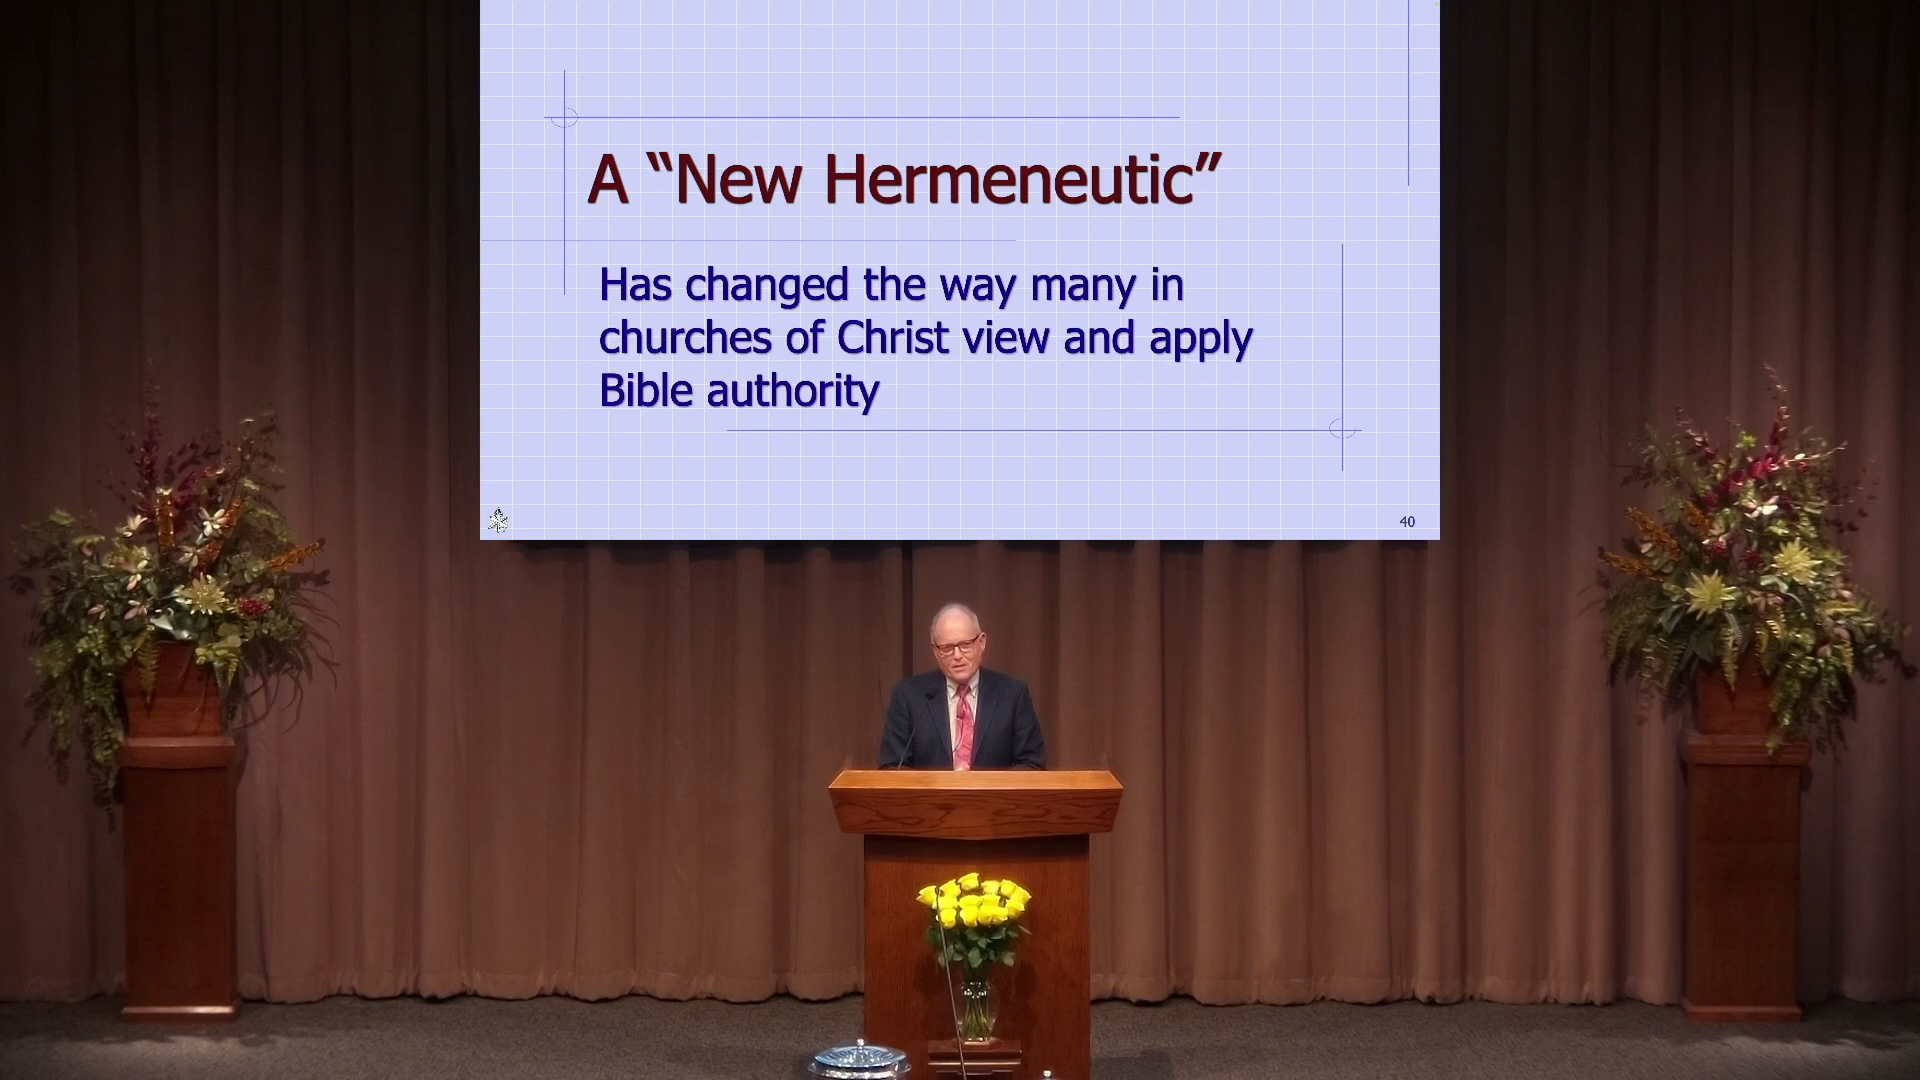 A “New Hermeneutic”
Has changed the way many in
churches of Christ view and apply
Bible authority
40